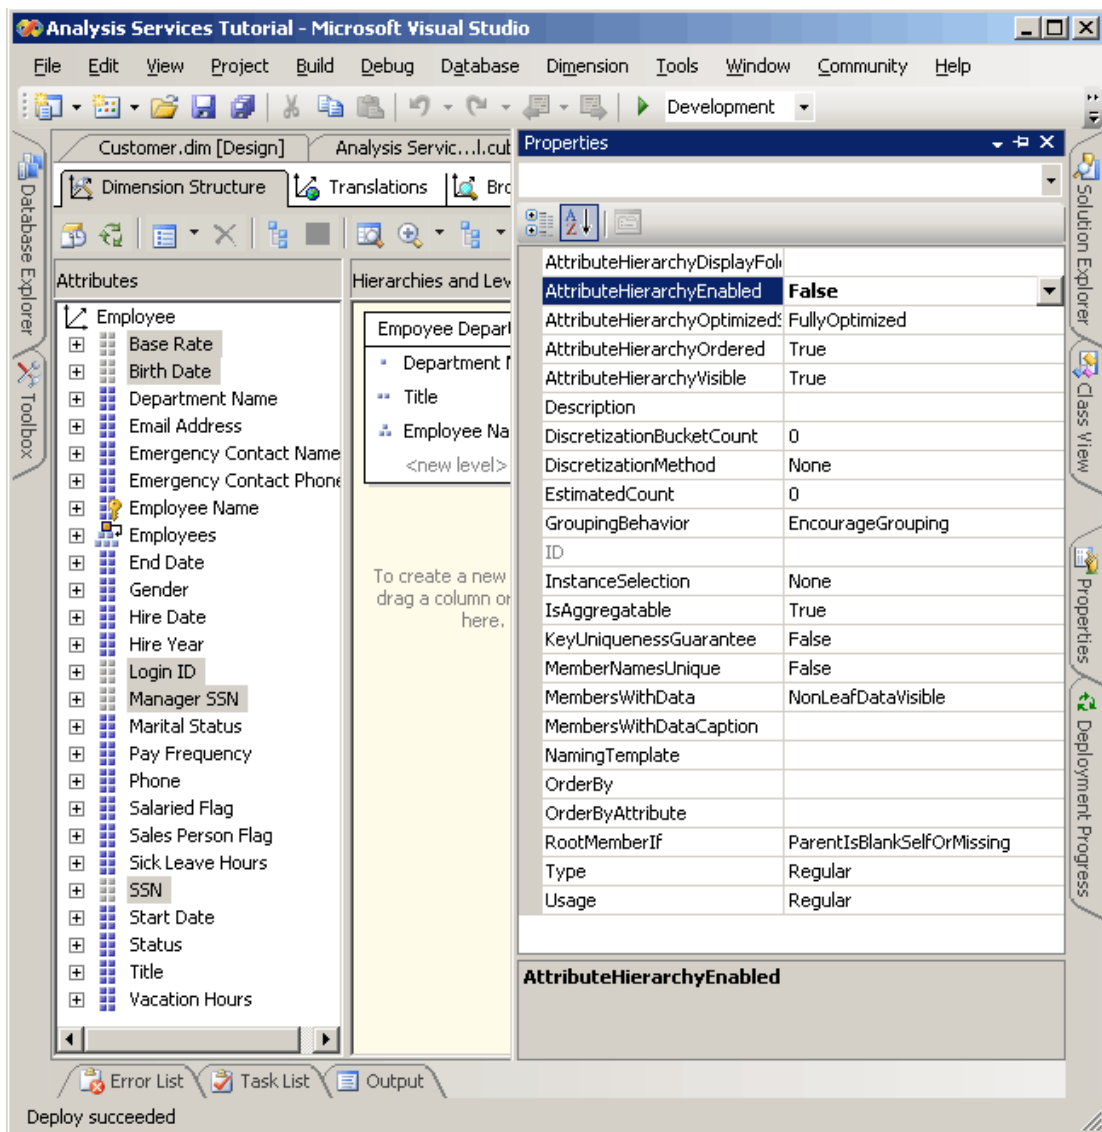 Analysis Services Tutorial - Microsoft Visual Studio
File Edit View Project Build Debug Database Dimension Tools Window Community Help
Development
Customer.dim [Design] Analysis Servic...l.cub
Dimension Structure Translations Bro
Attributes
Employee
Base Rate
Birth Date
Department Name
Email Address
Emergency Contact Name
Emergency Contact Phone
Employee Name
Employees
End Date
Gender
Hire Date
Hire Year
Login ID
Manager SSN
Marital Status
Pay Frequency
Phone
Salaried Flag
Sales Person Flag
Sick Leave Hours
SSN
Start Date
Status
Title
Vacation Hours
Hierarchies and Lev
Empoyee Depart
Department N
Title
Employee Na
<new level>
To create a new
drag a column or
here.
Properties
AttributeHierarchyDisplayFol
AttributeHierarchyEnabled False
AttributeHierarchyOptimizedS FullyOptimized
AttributeHierarchyOrdered True
AttributeHierarchyVisible True
Description
DiscretizationBucketCount 0
DiscretizationMethod None
EstimatedCount 0
GroupingBehavior EncourageGrouping
ID
InstanceSelection None
IsAggregatable True
KeyUniquenessGuarantee False
MemberNamesUnique False
MembersWithData NonLeafDataVisible
MembersWithDataCaption
NamingTemplate
OrderBy
OrderByAttribute
RootMemberIf ParentIsBlankSelfOrMissing
Type Regular
Usage Regular
AttributeHierarchyEnabled
Database Explorer
Toolbox
Solution Explorer
Class View
Properties
Deployment Progress
Error List Task List Output
Deploy succeeded